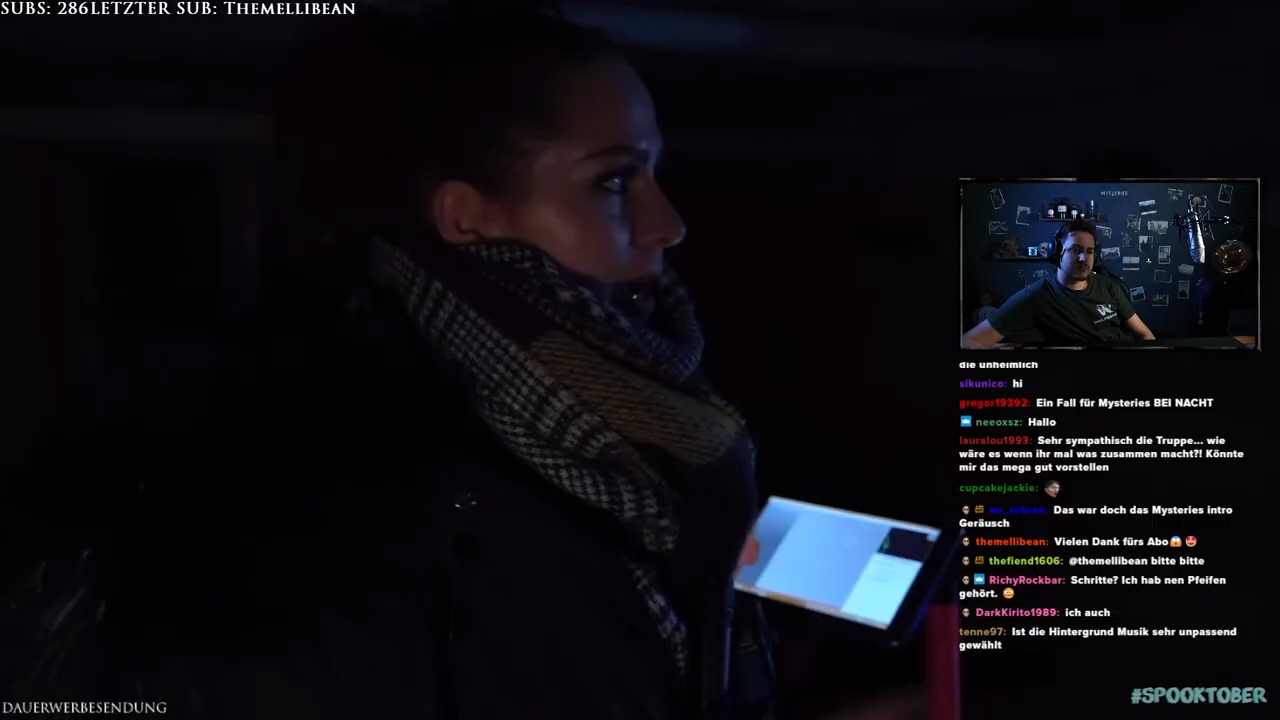 SUBS: 286LETZTER SUB: THEMELLIBEAN
MYSTERIES
die unheimlich
sikunico: hi
gregor19392: Ein Fall für Mysteries BEI NACHT
neeoxsz: Hallo
lauralou1993: Sehr sympathisch die Truppe... wie
wäre es wenn ihr mal was zusammen macht?! Könnte
mir das mega gut vorstellen
cupcakejackie:
Das war doch das Mysteries intro
Geräusch
themellibean: Vielen Dank fürs Abo😱 🤩
thefiend1606: @themellibean bitte bitte
RichyRockbar: Schritte? Ich hab nen Pfeifen
gehört. 😄
DarkKirito1989: ich auch
tenne97: Ist die Hintergrund Musik sehr unpassend
gewählt
DAUERWERBESENDUNG
#SPOOKTOBER